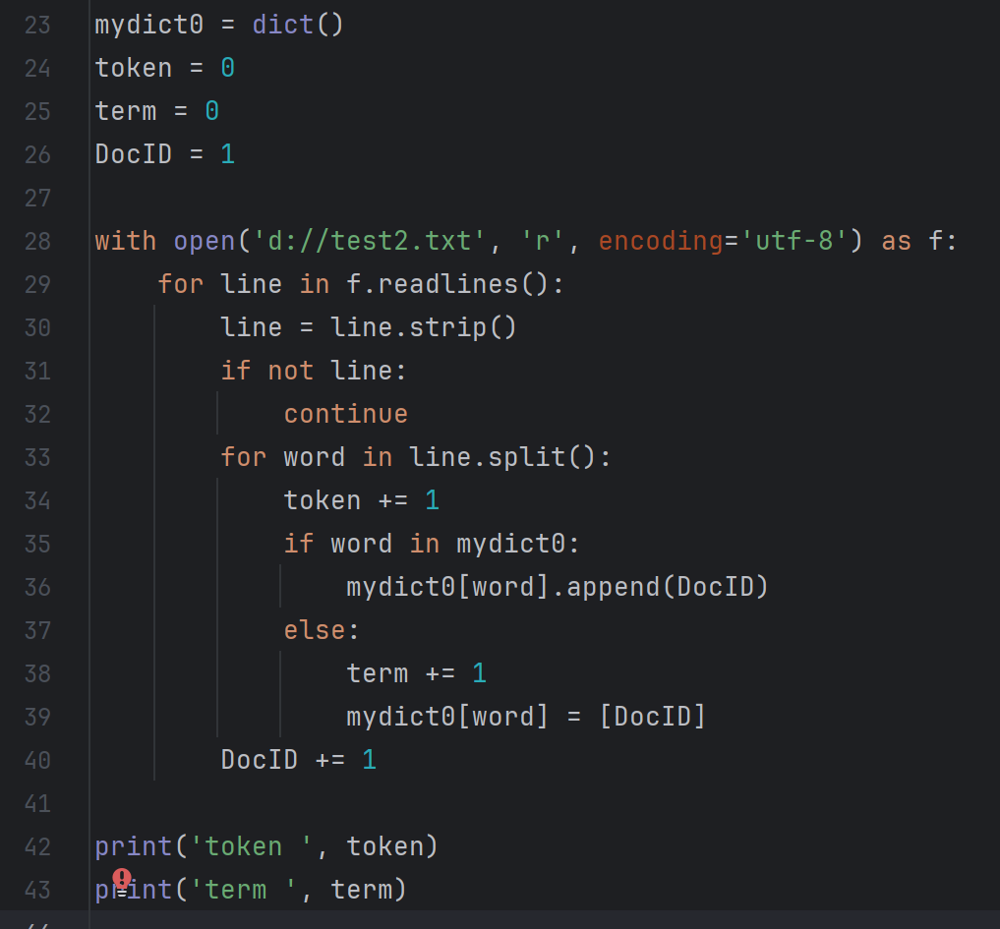 23 mydict0 = dict()
24 token = 0
25 term = 0
26 DocID = 1
27
28 with open('d://test2.txt', 'r', encoding='utf-8') as f:
29     for line in f.readlines():
30         line = line.strip()
31         if not line:
32             continue
33         for word in line.split():
34             token += 1
35             if word in mydict0:
36                 mydict0[word].append(DocID)
37             else:
38                 term += 1
39                 mydict0[word] = [DocID]
40         DocID += 1
41
42 print('token ', token)
43 print('term ', term)